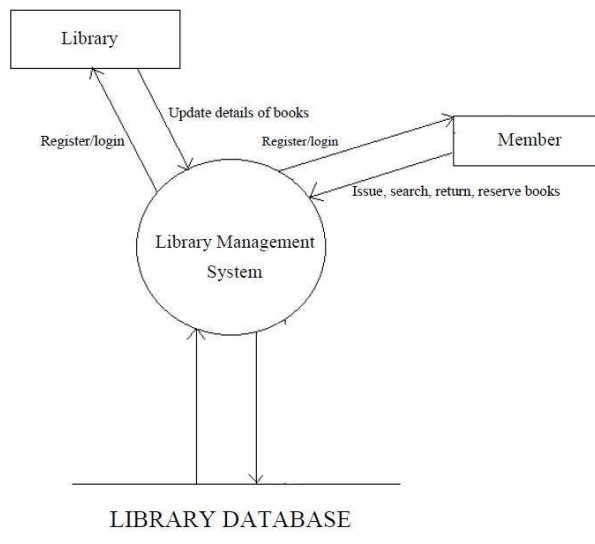 Library
Update details of books
Register/login
Register/login
Member
Issue, search, return, reserve books
Library Management
System
LIBRARY DATABASE